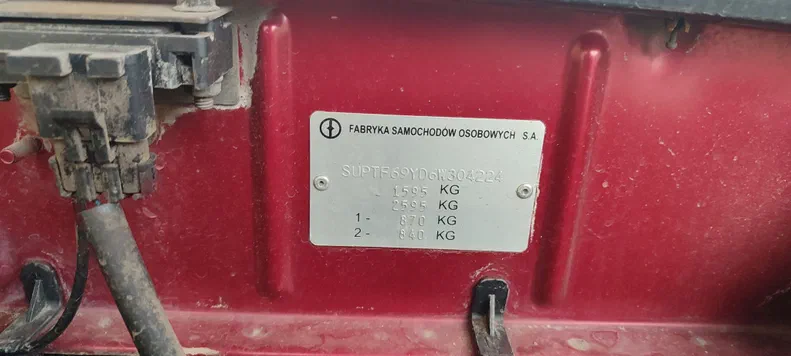 FABRYKA SAMOCHODÓW OSOBOWYCH S.A.
SUPTF69YD6W304224
1595 KG
2595 KG
1- 870 KG
2- 840 KG